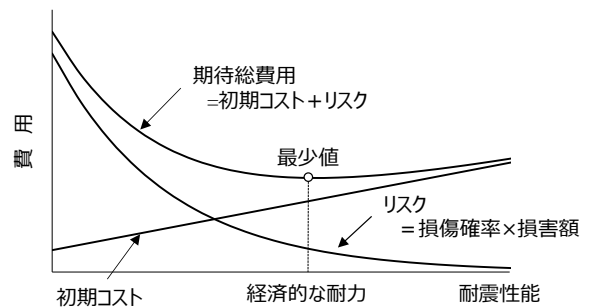 期待総費用
=初期コスト＋リスク
費用
最少値
リスク
＝損傷確率×損害額
初期コスト
経済的な耐力
耐震性能